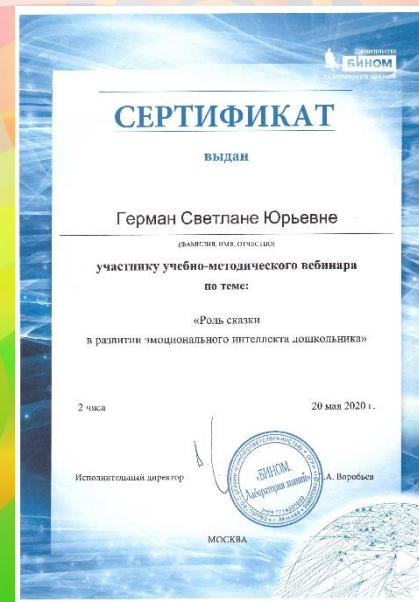 ИЗДАТЕЛЬСТВО
БИНОМ
ЛАБОРАТОРИЯ ЗНАНИЙ
СЕРТИФИКАТ
выдан
Герман Светлане Юрьевне
(ФАМИЛИЯ, ИМЯ, ОТЧЕСТВО)
участнику учебно-методического вебинара
по теме:
«Роль сказки
в развитии эмоционального интеллекта дошкольника»
2 часа
20 мая 2020 г.
Исполнительный директор
«БИНОМ.
Лаборатория знаний»
.А. Воробьев
МОСКВА